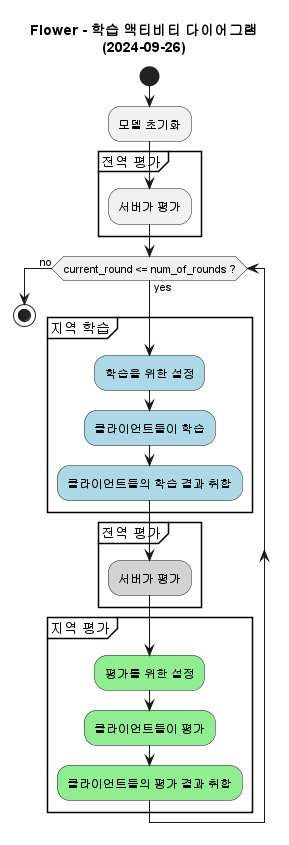 Flower - 학습 액티비티 다이어그램
(2024-09-26)
모델 초기화
전역 평가
서버가 평가
current_round <= num_of_rounds ?
no
yes
지역 학습
학습을 위한 설정
클라이언트들이 학습
클라이언트들의 학습 결과 취합
전역 평가
서버가 평가
지역 평가
평가를 위한 설정
클라이언트들이 평가
클라이언트들의 평가 결과 취합